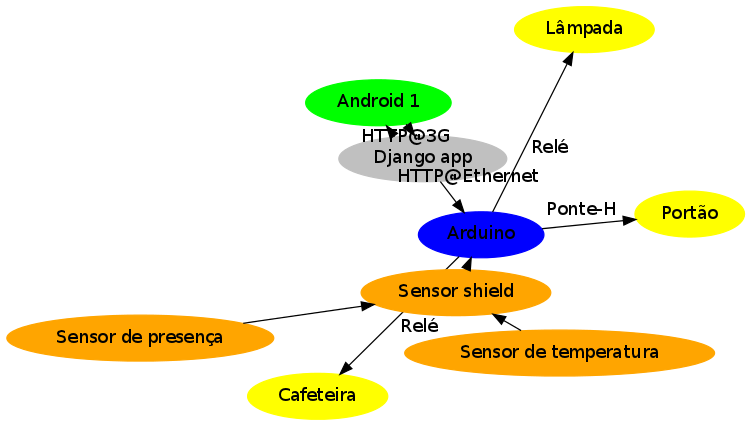 Lâmpada
Android 1
HTTP@3G
Relé
Django app
HTTP@Ethernet
Ponte-H
Portão
Arduino
Sensor shield
Relé
Sensor de presença
Sensor de temperatura
Cafeteira